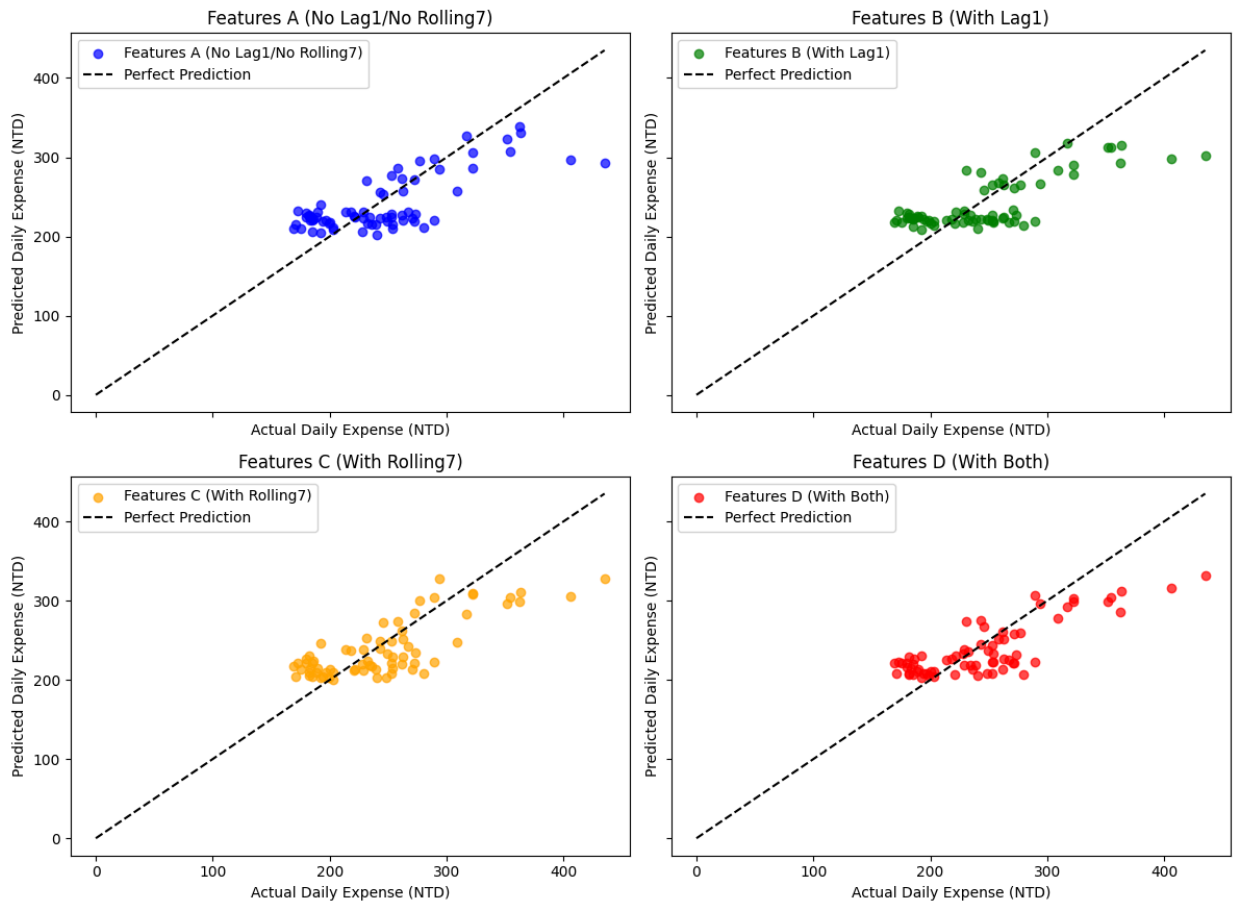 Features A (No Lag1/No Rolling7)
Features A (No Lag1/No Rolling7)
Perfect Prediction
Predicted Daily Expense (NTD)
400
300
200
100
0
Actual Daily Expense (NTD)
Features B (With Lag1)
Features B (With Lag1)
Perfect Prediction
Predicted Daily Expense (NTD)
Actual Daily Expense (NTD)
Features C (With Rolling7)
Features C (With Rolling7)
Perfect Prediction
Predicted Daily Expense (NTD)
400
300
200
100
0
0 100 200 300 400
Actual Daily Expense (NTD)
Features D (With Both)
Features D (With Both)
Perfect Prediction
Predicted Daily Expense (NTD)
0 100 200 300 400
Actual Daily Expense (NTD)